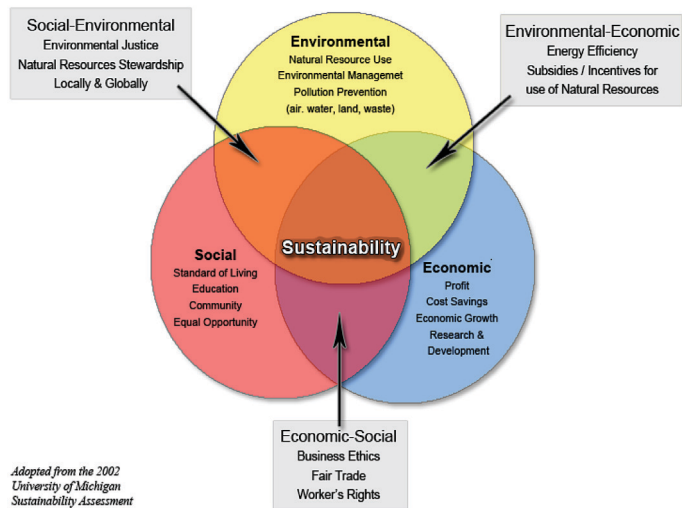 Social-Environmental
Environmental Justice
Natural Resources Stewardship
Locally & Globally
Environmental
Natural Resource Use
Environmental Managemet
Pollution Prevention
(air. water, land, waste)
Environmental-Economic
Energy Efficiency
Subsidies / Incentives for
use of Natural Resources
Sustainability
Social
Standard of Living
Education
Community
Equal Opportunity
Economic
Profit
Cost Savings
Economic Growth
Research &
Development
Economic-Social
Business Ethics
Fair Trade
Worker's Rights
Adopted from the 2002
University of Michigan
Sustainability Assessment